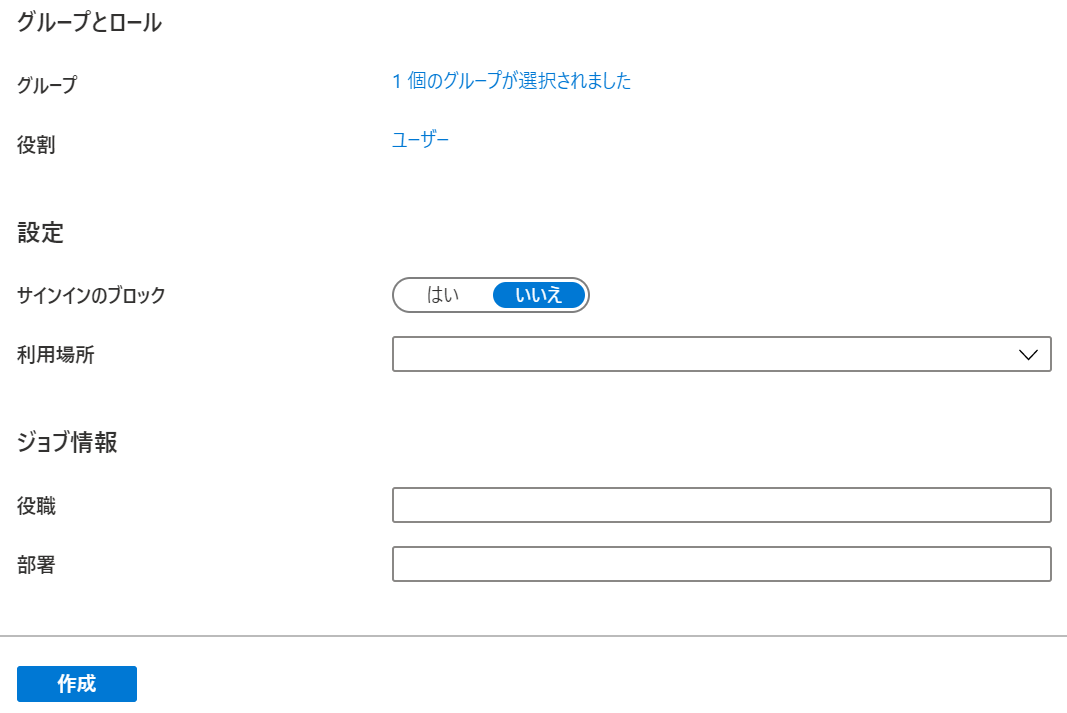 グループとロール
グループ
1 個のグループが選択されました
役割
ユーザー
設定
サインインのブロック
はい
いいえ
利用場所
ジョブ情報
役職
部署
作成